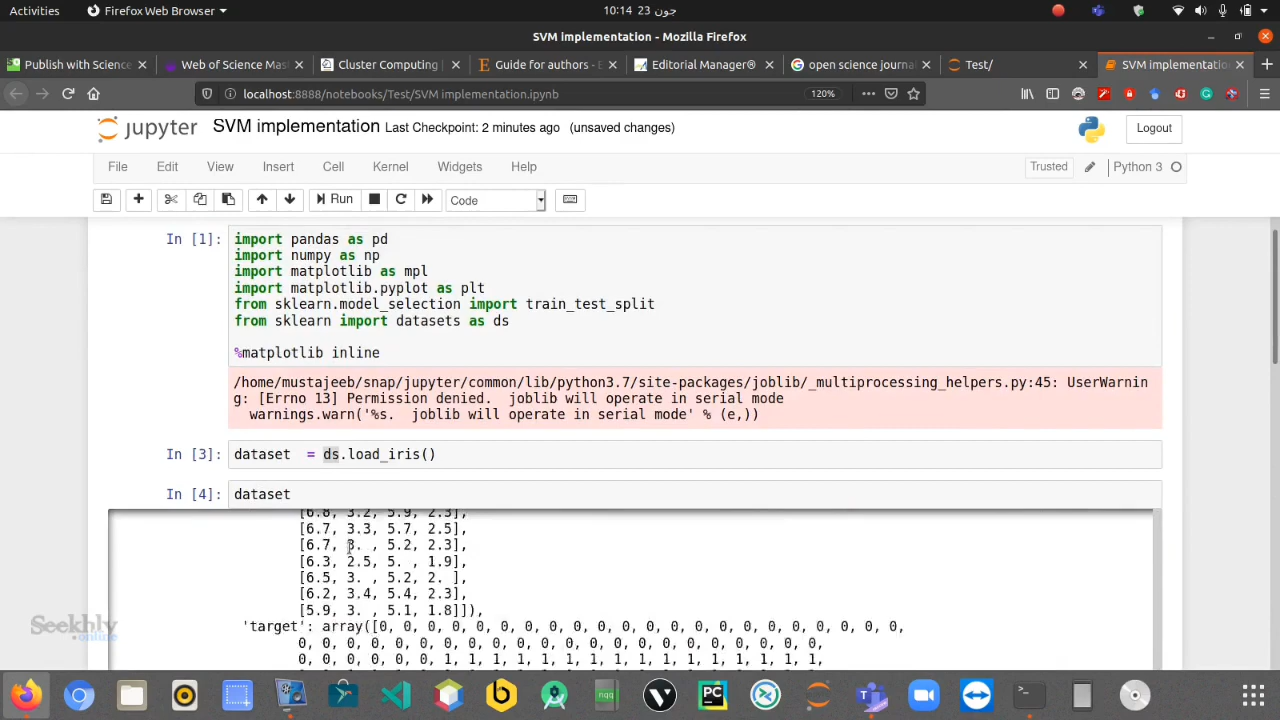 Activities
Firefox Web Browser
10:14 23 جون
SVM implementation - Mozilla Firefox
Publish with Science
Web of Science Mast
Cluster Computing |
Guide for authors - E
Editorial Manager®
open science journal
Test/
SVM implementation
localhost:8888/notebooks/Test/SVM implementation.ipynb
120%
jupyter
SVM implementation Last Checkpoint: 2 minutes ago (unsaved changes)
Logout
File Edit View Insert Cell Kernel Widgets Help
Trusted
Python 3
Run
Code
In [1]:
import pandas as pd
import numpy as np
import matplotlib as mpl
import matplotlib.pyplot as plt
from sklearn.model_selection import train_test_split
from sklearn import datasets as ds
%matplotlib inline
/home/mustajeeb/snap/jupyter/common/lib/python3.7/site-packages/joblib/_multiprocessing_helpers.py:45: UserWarnin
g: [Errno 13] Permission denied.  joblib will operate in serial mode
warnings.warn('%s.  joblib will operate in serial mode' % (e,))
In [3]:
dataset  = ds.load_iris()
In [4]:
dataset
[6.8, 3.2, 5.9, 2.3],
[6.7, 3.3, 5.7, 2.5],
[6.7, 3. , 5.2, 2.3],
[6.3, 2.5, 5. , 1.9],
[6.5, 3. , 5.2, 2. ],
[6.2, 3.4, 5.4, 2.3],
[5.9, 3. , 5.1, 1.8]]),
'target': array([0, 0, 0, 0, 0, 0, 0, 0, 0, 0, 0, 0, 0, 0, 0, 0, 0, 0, 0, 0, 0, 0,
0, 0, 0, 0, 0, 0, 0, 0, 0, 0, 0, 0, 0, 0, 0, 0, 0, 0, 0, 0,
0, 0, 0, 0, 0, 0, 1, 1, 1, 1, 1, 1, 1, 1, 1, 1, 1, 1, 1, 1,
Seekhly
.online